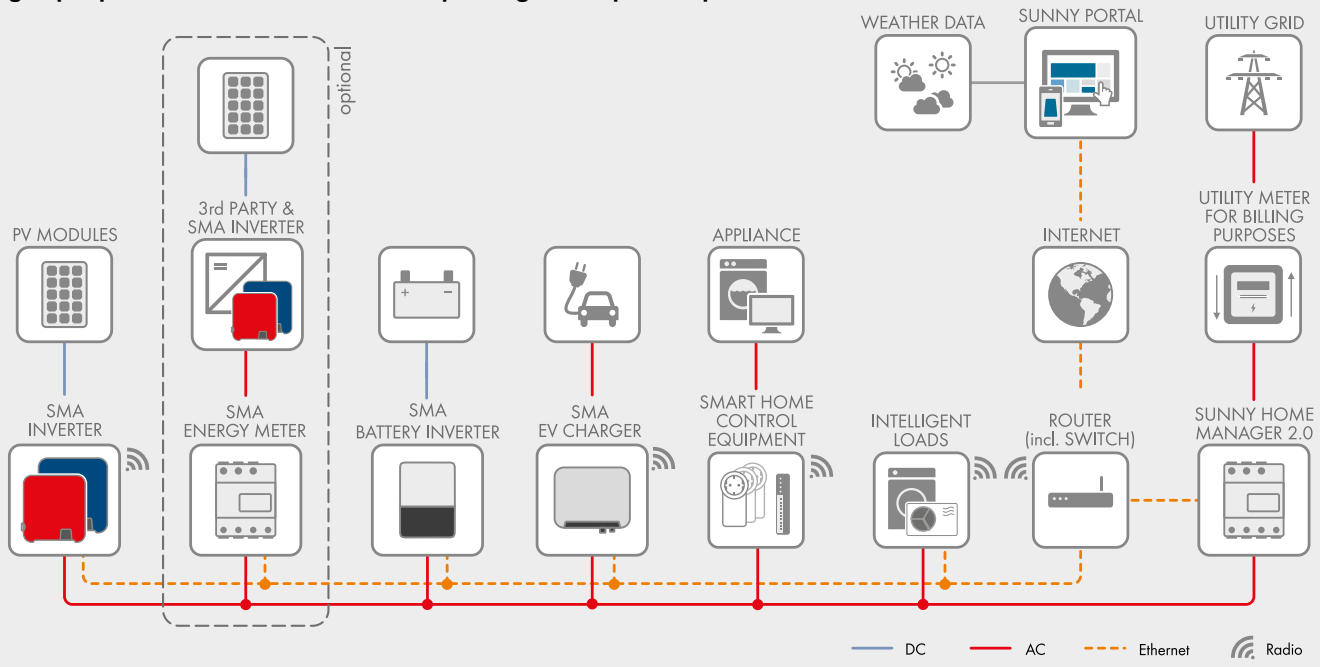 WEATHER DATA
SUNNY PORTAL
UTILITY GRID
optional
3rd PARTY &
SMA INVERTER
UTILITY METER
FOR BILLING
PURPOSES
PV MODULES
APPLIANCE
INTERNET
SMA
INVERTER
SMA
ENERGY METER
SMA
BATTERY INVERTER
SMA
EV CHARGER
SMART HOME
CONTROL
EQUIPMENT
INTELLIGENT
LOADS
ROUTER
(incl. SWITCH)
SUNNY HOME
MANAGER 2.0
DC
AC
Ethernet
Radio